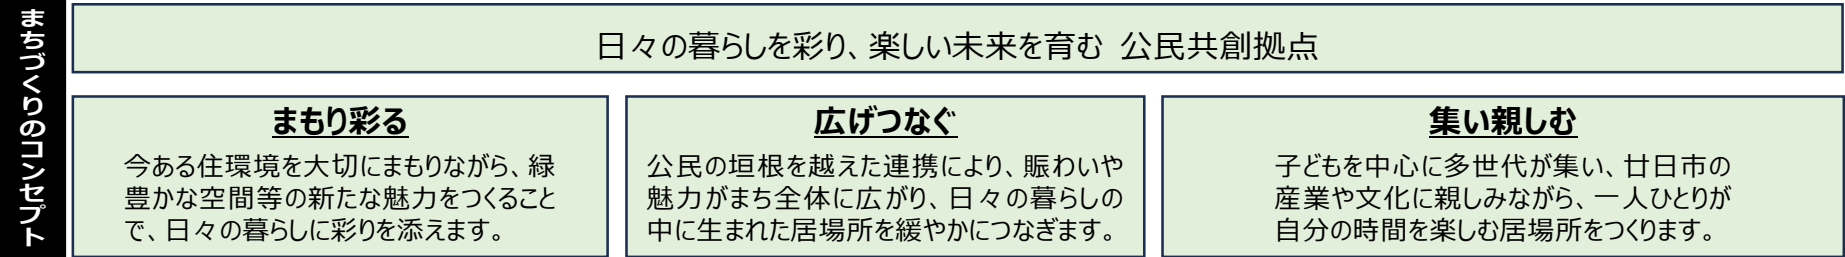 まちづくりのコンセプト
日々の暮らしを彩り、楽しい未来を育む 公民共創拠点
まもり彩る
今ある住環境を大切にまもりながら、緑
豊かな空間等の新たな魅力をつくること
で、日々の暮らしに彩りを添えます。
広げつなぐ
公民の垣根を越えた連携により、賑わいや
魅力がまち全体に広がり、日々の暮らしの
中に生まれた居場所を緩やかにつなぎます。
集い親しむ
子どもを中心に多世代が集い、廿日市の
産業や文化に親しみながら、一人ひとりが
自分の時間を楽しむ居場所をつくります。